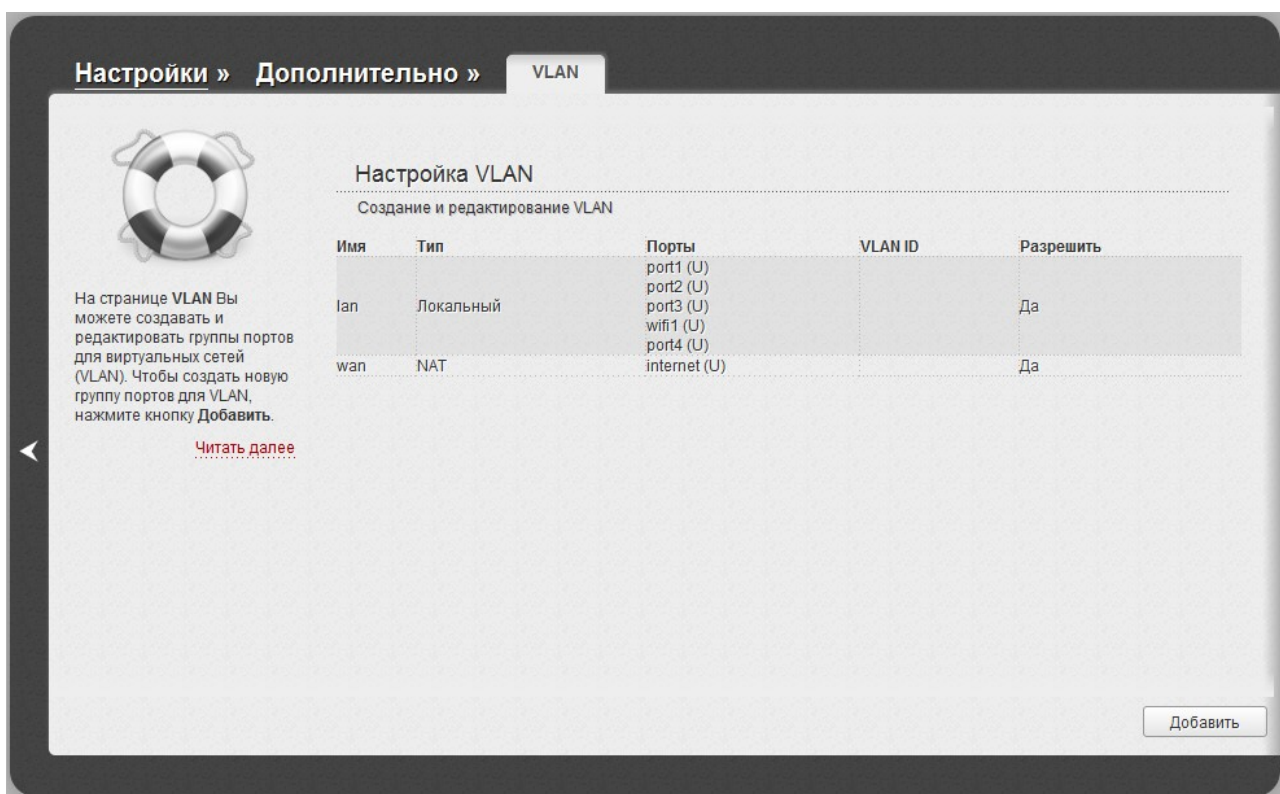 Настройки » Дополнительно » VLAN
Настройка VLAN
Создание и редактирование VLAN
Имя Тип Порты VLAN ID Разрешить
lan Локальный port1 (U) Да
port2 (U)
port3 (U)
wifi1 (U)
port4 (U)
wan NAT internet (U) Да
На странице VLAN Вы
можете создавать и
редактировать группы портов
для виртуальных сетей
(VLAN). Чтобы создать новую
группу портов для VLAN,
нажмите кнопку Добавить.
Читать далее
Добавить